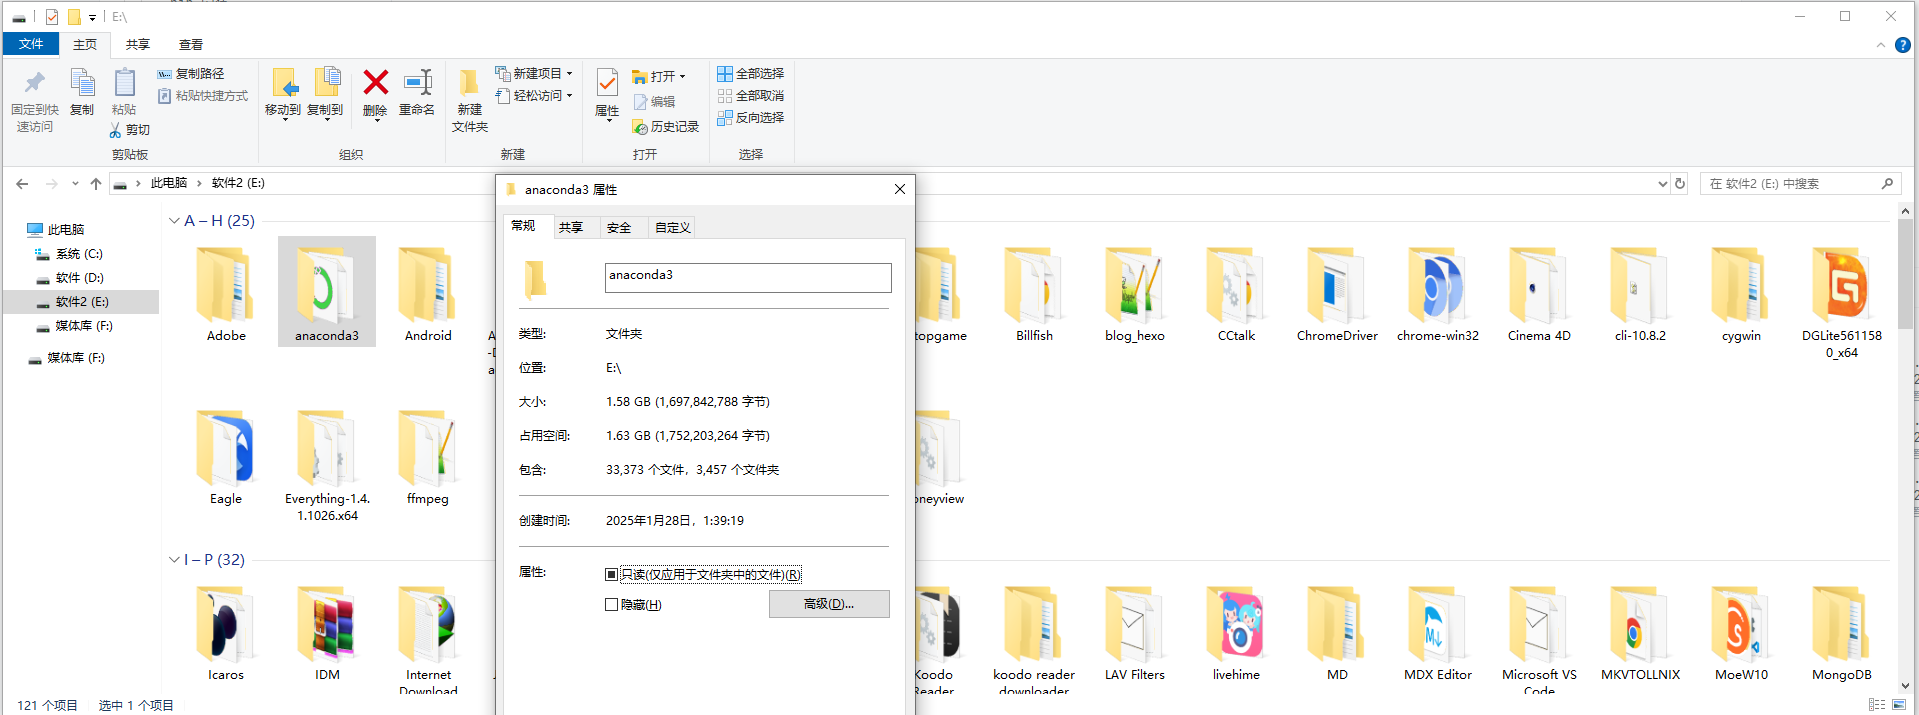 E:\
文件 主页 共享 查看
固定到快速访问
复制
粘贴
复制路径
粘贴快捷方式
剪切
剪贴板
移动到
复制到
删除
重命名
组织
新建
文件夹
新建项目
轻松访问
新建
属性
打开
编辑
历史记录
打开
全部选择
全部取消
反向选择
选择
此电脑 软件2 (E:)
在 软件2 (E:) 中搜索
此电脑
系统 (C:)
软件 (D:)
软件2 (E:)
媒体库 (F:)
媒体库 (F:)
A – H (25)
Adobe
anaconda3
Android
topgame
Billfish
blog_hexo
CCtalk
ChromeDriver
chrome-win32
Cinema 4D
cli-10.8.2
cygwin
DGLite561158
0_x64
Eagle
Everything-1.4.
1.1026.x64
ffmpeg
oneyview
I – P (32)
Icaros
IDM
Internet
Download
Koodo
Reader
koodo reader
downloader
LAV Filters
livehime
MD
MDX Editor
Microsoft VS
Code
MKVTOLLNIX
MoeW10
MongoDB
anaconda3 属性
常规 共享 安全 自定义
anaconda3
类型: 文件夹
位置: E:\
大小: 1.58 GB (1,697,842,788 字节)
占用空间: 1.63 GB (1,752,203,264 字节)
包含: 33,373 个文件，3,457 个文件夹
创建时间: 2025年1月28日，1:39:19
属性: 只读(仅应用于文件夹中的文件)(R)
隐藏(H)
高级(D)...
121 个项目 选中 1 个项目